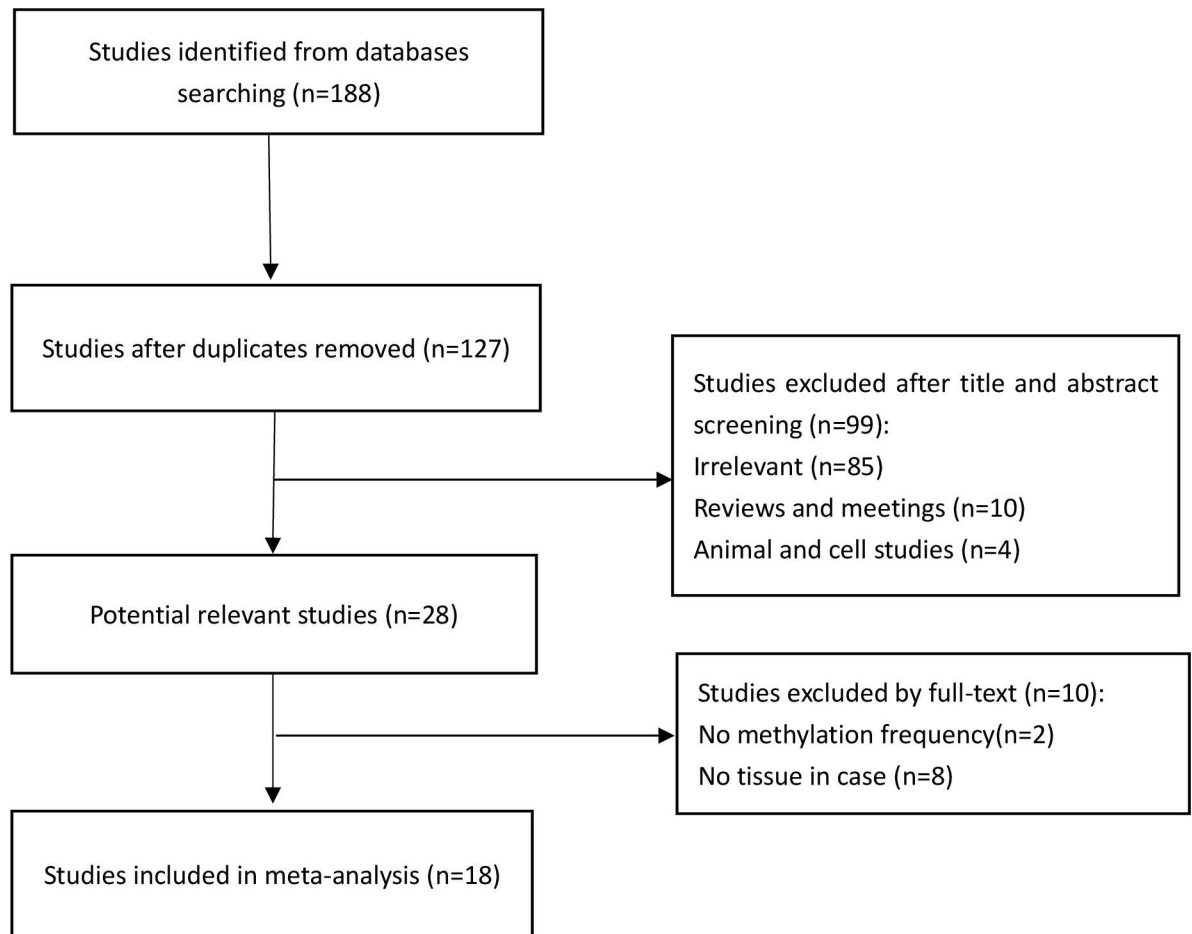 Studies identified from databases
searching (n=188)
Studies after duplicates removed (n=127)
Studies excluded after title and abstract
screening (n=99):
Irrelevant (n=85)
Reviews and meetings (n=10)
Animal and cell studies (n=4)
Potential relevant studies (n=28)
Studies excluded by full-text (n=10):
No methylation frequency(n=2)
No tissue in case (n=8)
Studies included in meta-analysis (n=18)